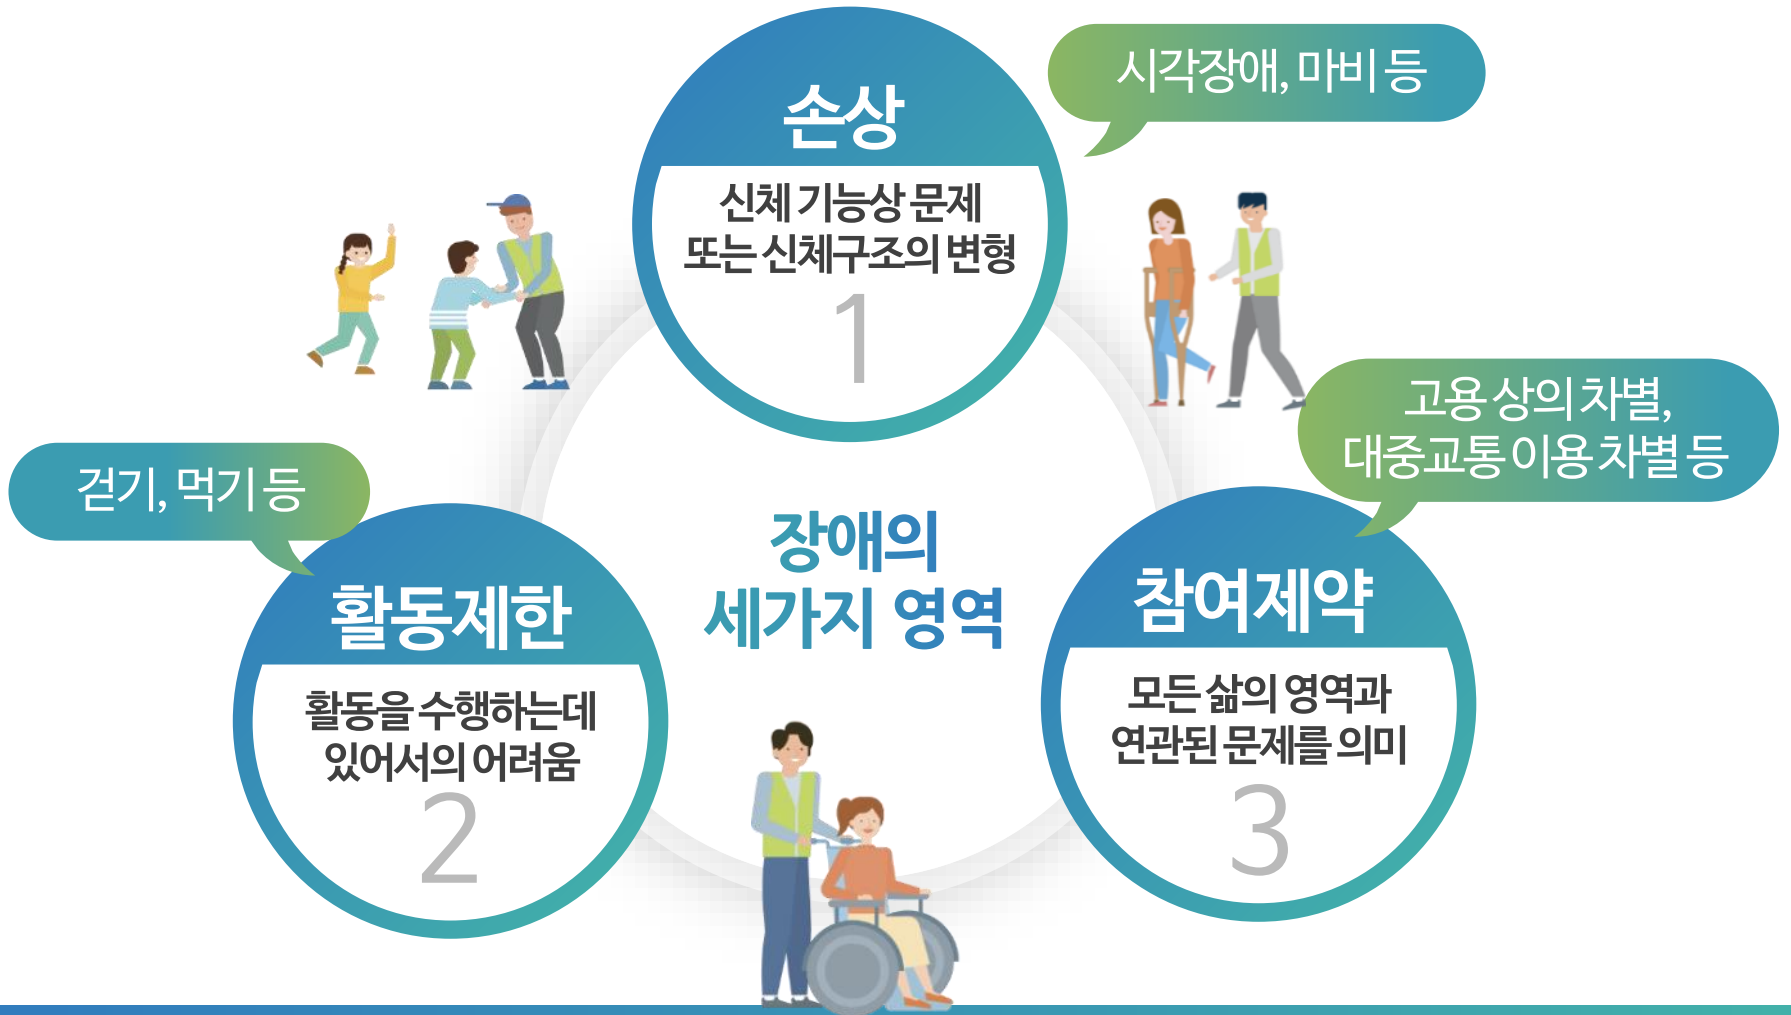 손상
신체 기능상 문제
또는 신체구조의 변형
1
시각장애, 마비 등
걷기, 먹기 등
활동제한
활동을 수행하는데
있어서의 어려움
2
장애의
세가지 영역
고용 상의 차별,
대중교통 이용 차별 등
참여제약
모든 삶의 영역과
연관된 문제를 의미
3